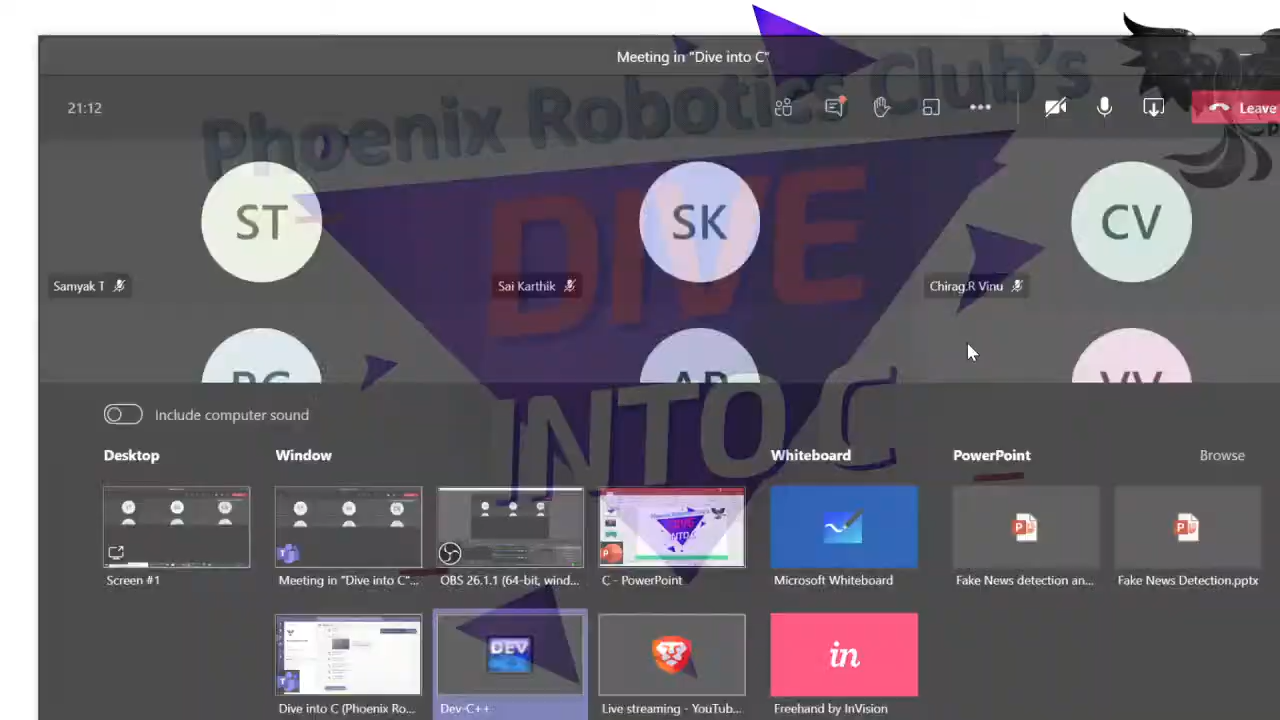 Meeting in "Dive into C"
21:12
Leave
Phoenix Robotics Club's
DIVE
INTO C
ST
SK
CV
Samyak T
Sai Karthik
Chirag.R Vinu
Include computer sound
Desktop
Window
Whiteboard
PowerPoint
Browse
Screen #1
Meeting in "Dive into C"...
OBS 26.1.1 (64-bit, wind...
C - PowerPoint
Microsoft Whiteboard
Fake News detection an...
Fake News Detection.pptx
DEV
in
Dive into C (Phoenix Ro...
Dev-C++
Live streaming - YouTub...
Freehand by InVision